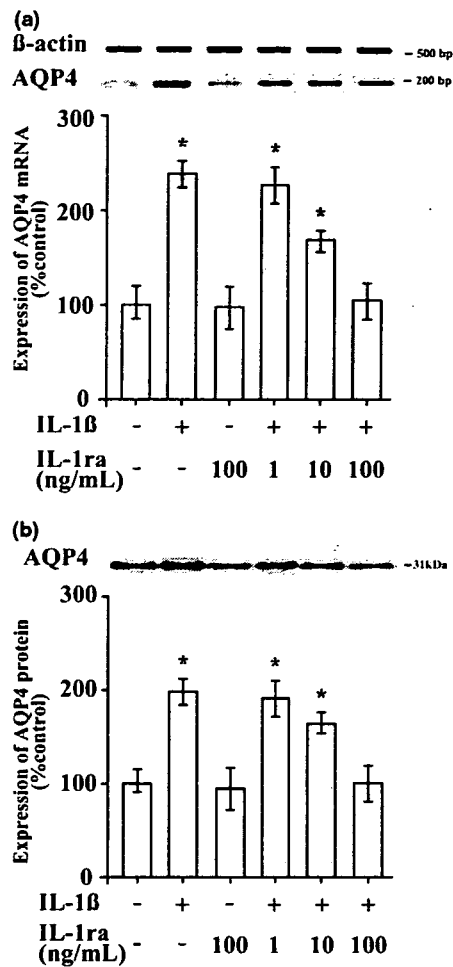 (a)
ß-actin
- 500 bp
AQP4
- 200 bp
Expression of AQP4 mRNA
(%control)
300
200
100
0
*
*
*
IL-1ß - + - + + +
IL-1ra - - 100 1 10 100
(ng/mL)
(b)
AQP4
-31kDa
Expression of AQP4 protein
(%control)
300
200
100
0
*
*
*
IL-1ß - + - + + +
IL-1ra - - 100 1 10 100
(ng/mL)